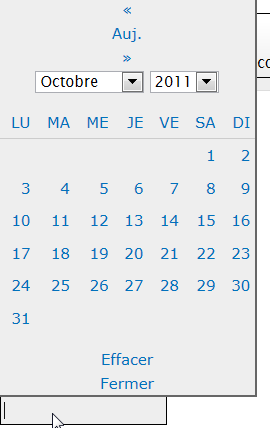 «
Auj.
»
Octobre 2011
LU MA ME JE VE SA DI
1 2
3 4 5 6 7 8 9
10 11 12 13 14 15 16
17 18 19 20 21 22 23
24 25 26 27 28 29 30
31
Effacer
Fermer